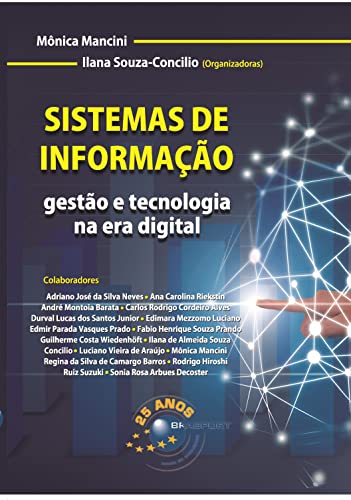 Mônica Mancini
Ilana Souza-Concilio (Organizadoras)
SISTEMAS DE
INFORMAÇÃO
gestão e tecnologia
na era digital
Colaboradores
Adriano José da Silva Neves • Ana Carolina Riekstin
André Montoia Barata • Carlos Rodrigo Cordeiro Alves
Durval Lucas dos Santos Junior • Edimara Mezzomo Luciano
Edmir Parada Vasques Prado • Fabio Henrique Souza Prando
Guilherme Costa Wiedenhöft • Ilana de Almeida Souza
Concilio • Luciano Vieira de Araújo • Mônica Mancini
Regina da Silva de Camargo Barros • Rodrigo Hiroshi
Ruiz Suzuki • Sonia Rosa Arbues Decoster
25 ANOS
BRASPORT